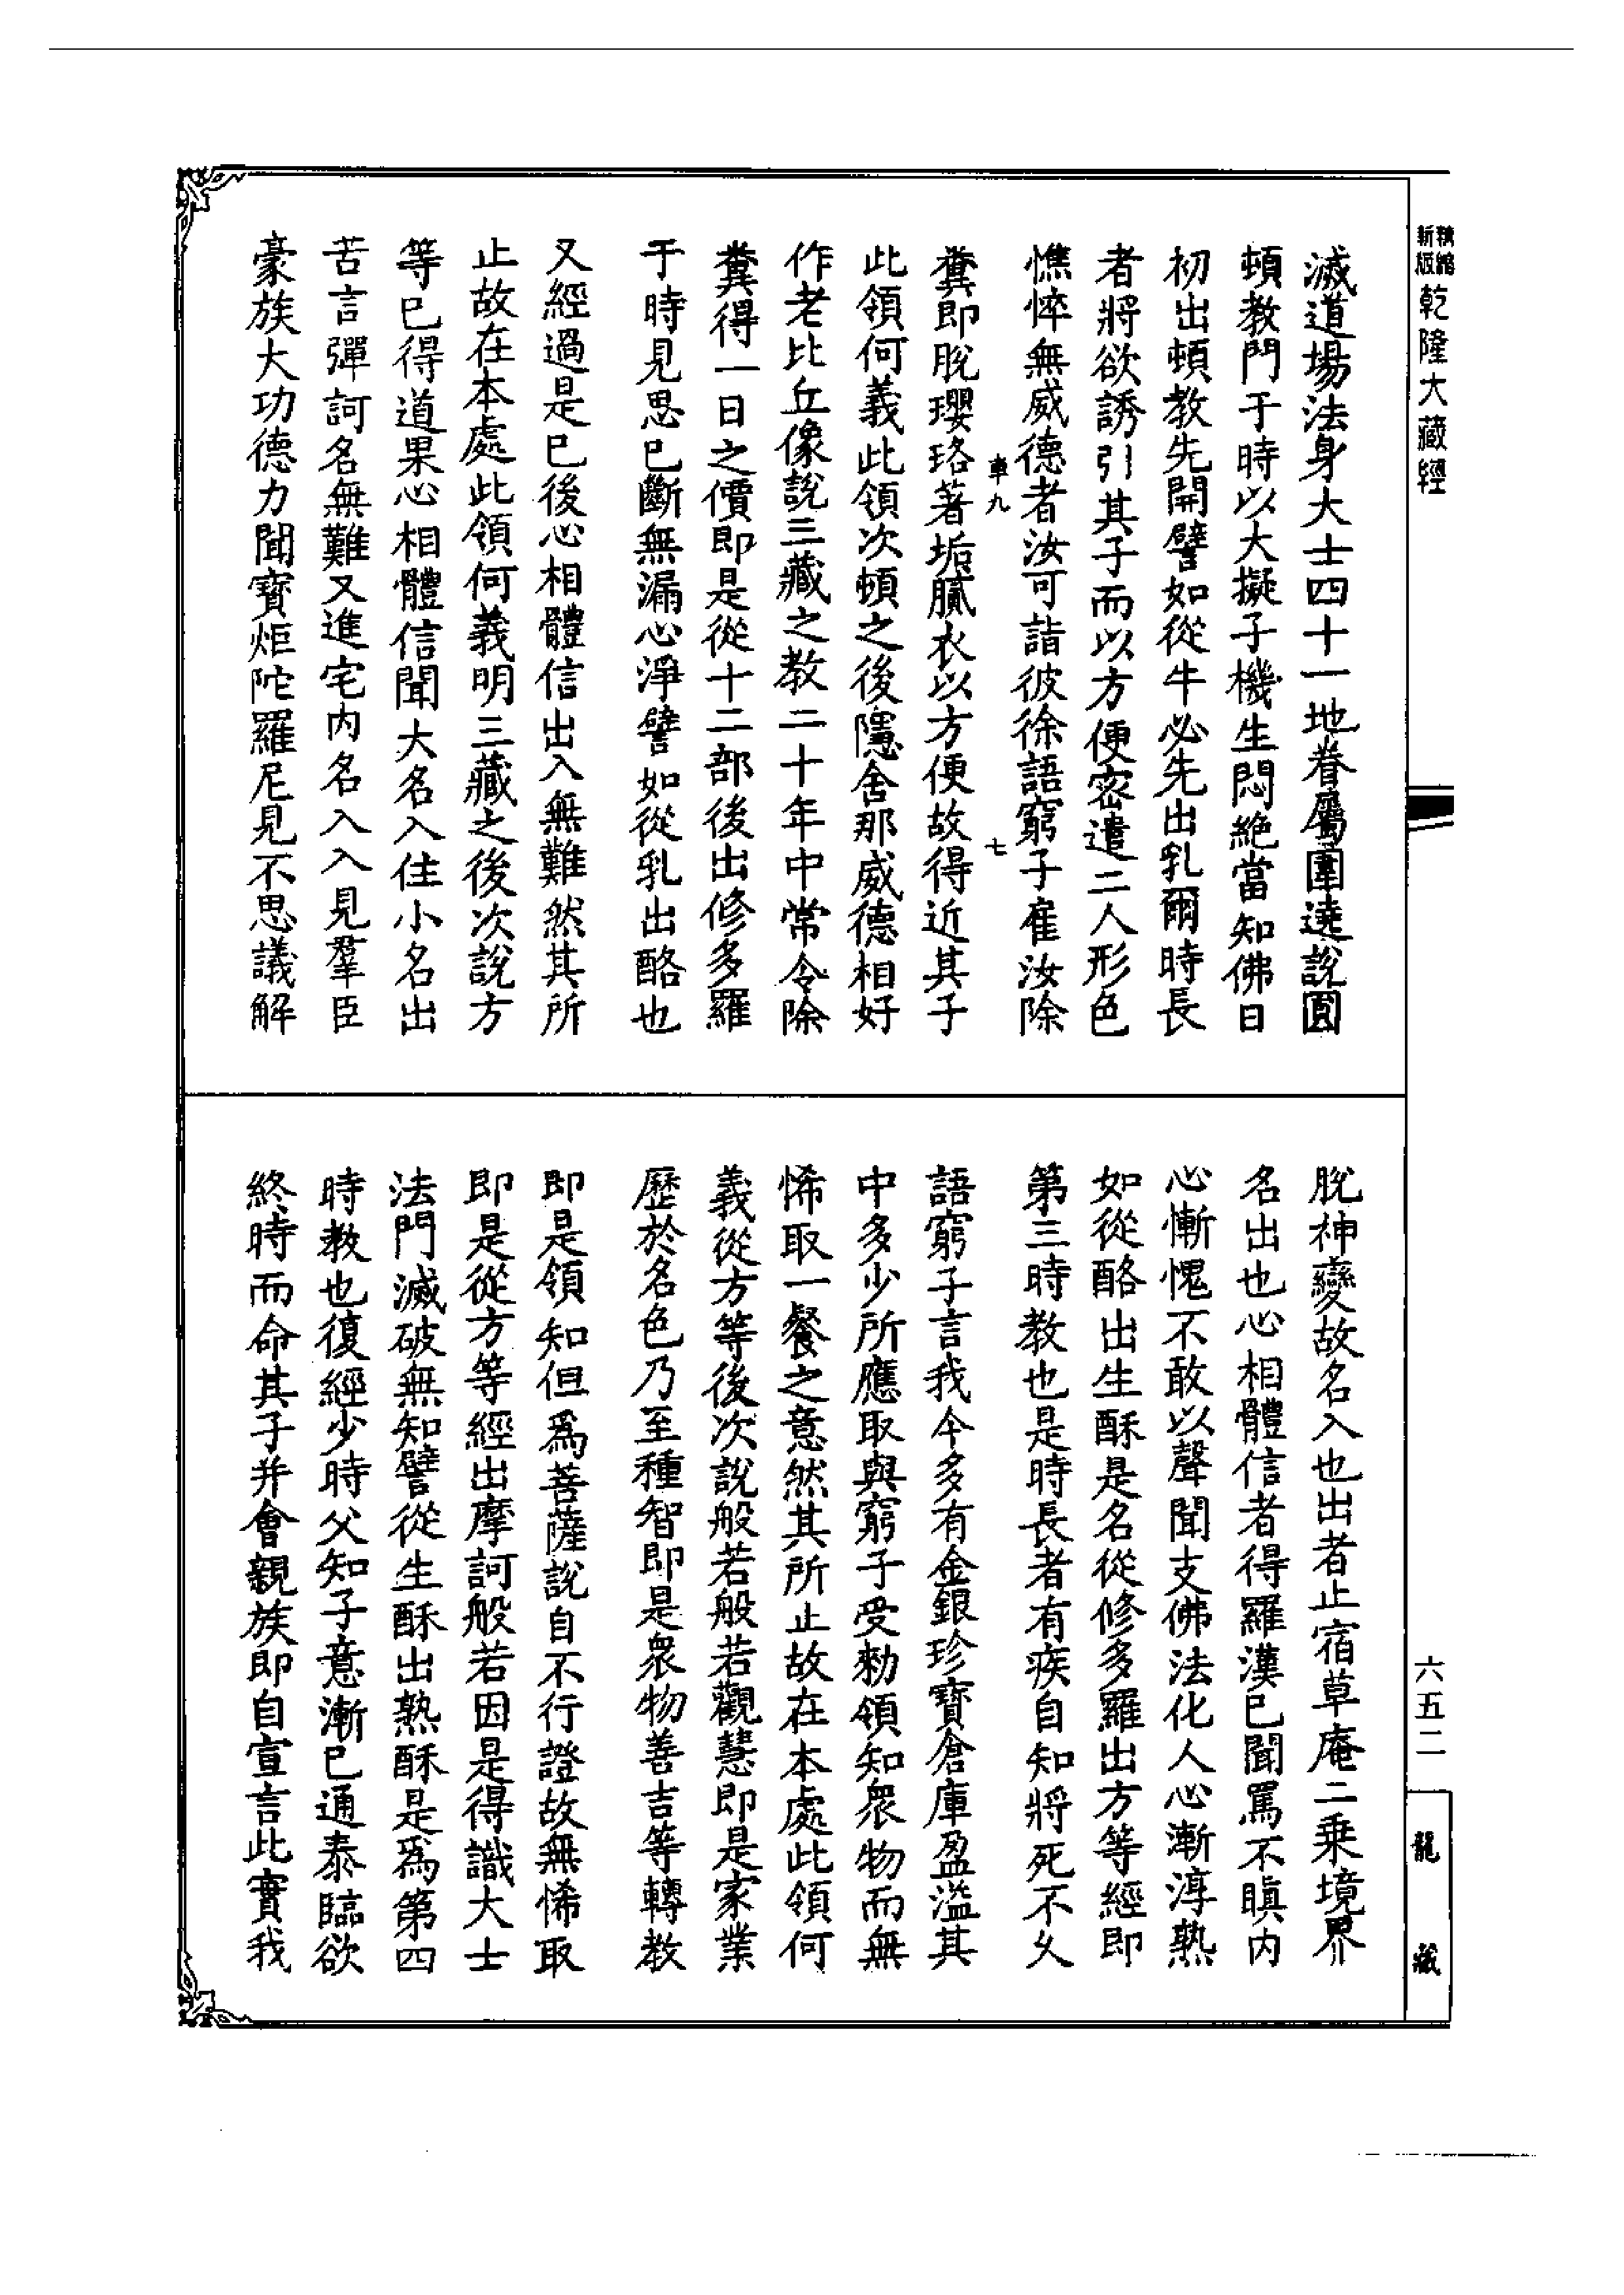 精縮
新版
乾隆大藏經
滅道場法身大士四十一地眷屬圍遶說圓
頓教門于時以大擬子機生悶絶當知佛日
初出頓教先開譬如從牛必先出乳爾時長
者將欲誘引其子而以方便密遣二人形色
憔悴無威德者汝可詣彼徐語窮子雇汝除
車九
七
糞即脫瓔珞著垢膩衣以方便故得近其子
此領何義此領次頓之後隱舍那威德相好
作老比丘像說三藏之教二十年中常令除
糞得一日之價即是從十二部後出修多羅
于時見思已斷無漏心淨譬如從乳出酪也
又經過是已後心相體信出入無難然其所
止故在本處此領何義明三藏之後次說方
等已得道果心相體信聞大名入住小名出
苦言彈訶名無難又進宅內名入入見羣臣
豪族大功德力聞寶炬陀羅尼見不思議解
脫神變故名入也出者止宿草庵二乘境界
名出也心相體信者得羅漢已聞罵不瞋內
心慚愧不敢以聲聞支佛法化人心漸淳熟
如從酪出生酥是名從修多羅出方等經即
第三時教也是時長者有疾自知將死不久
語窮子言我今多有金銀珍寶倉庫盈溢其
中多少所應取與窮子受勑領知衆物而無
悕取一餐之意然其所止故在本處此領何
義從方等後次說般若般若觀慧即是家業
歷於名色乃至種智即是衆物善吉等轉教
即是領知但爲菩薩說自不行證故無悕取
即是從方等經出摩訶般若因是得識大士
法門滅破無知譬從生酥出熟酥是爲第四
時教也復經少時父知子意漸已通泰臨欲
終時而命其子并會親族即自宣言此實我
六五二
龍藏